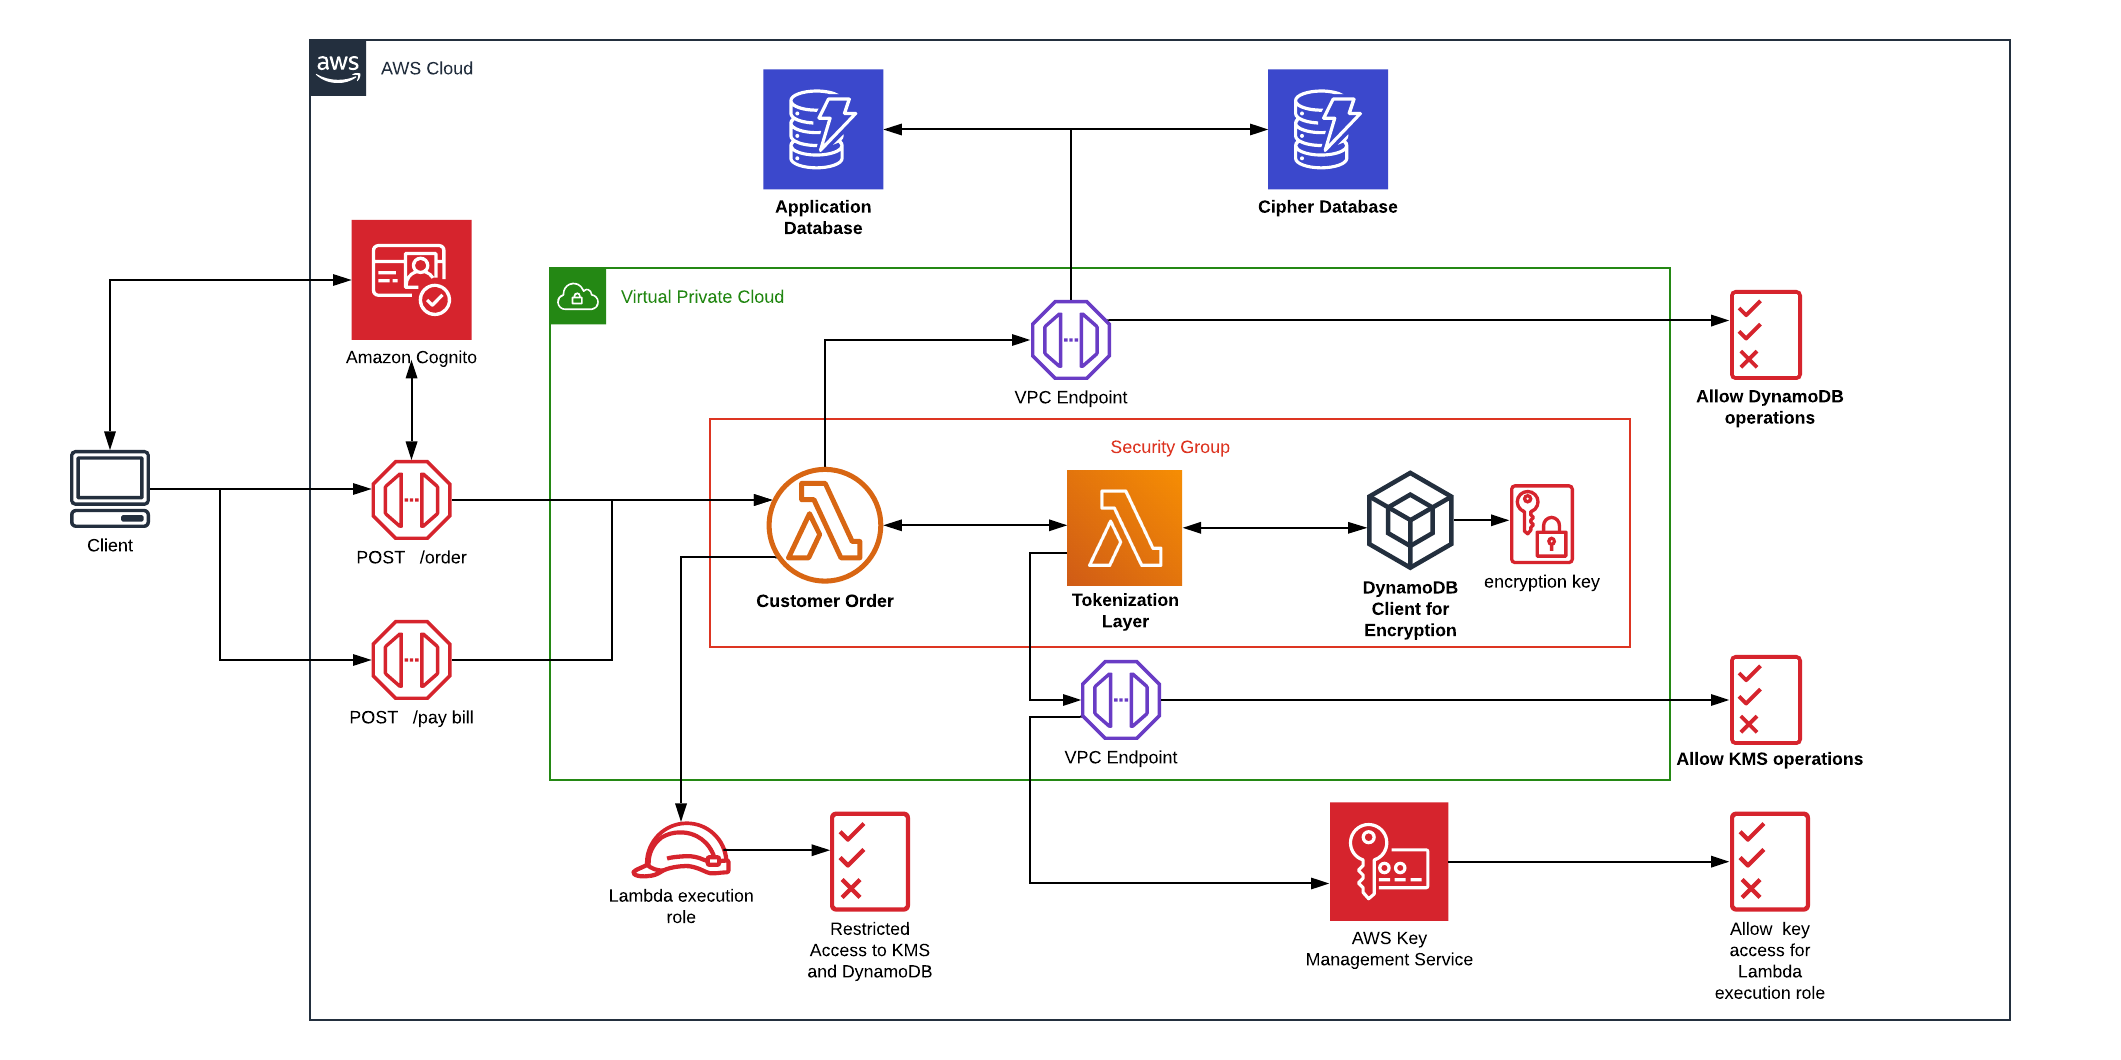 aws
AWS Cloud
Application
Database
Cipher Database
Amazon Cognito
Virtual Private Cloud
VPC Endpoint
Allow DynamoDB
operations
Security Group
Client
POST /order
Customer Order
Tokenization
Layer
DynamoDB
Client for
Encryption
encryption key
POST /pay bill
VPC Endpoint
Allow KMS operations
Lambda execution
role
Restricted
Access to KMS
and DynamoDB
AWS Key
Management Service
Allow key
access for
Lambda
execution role